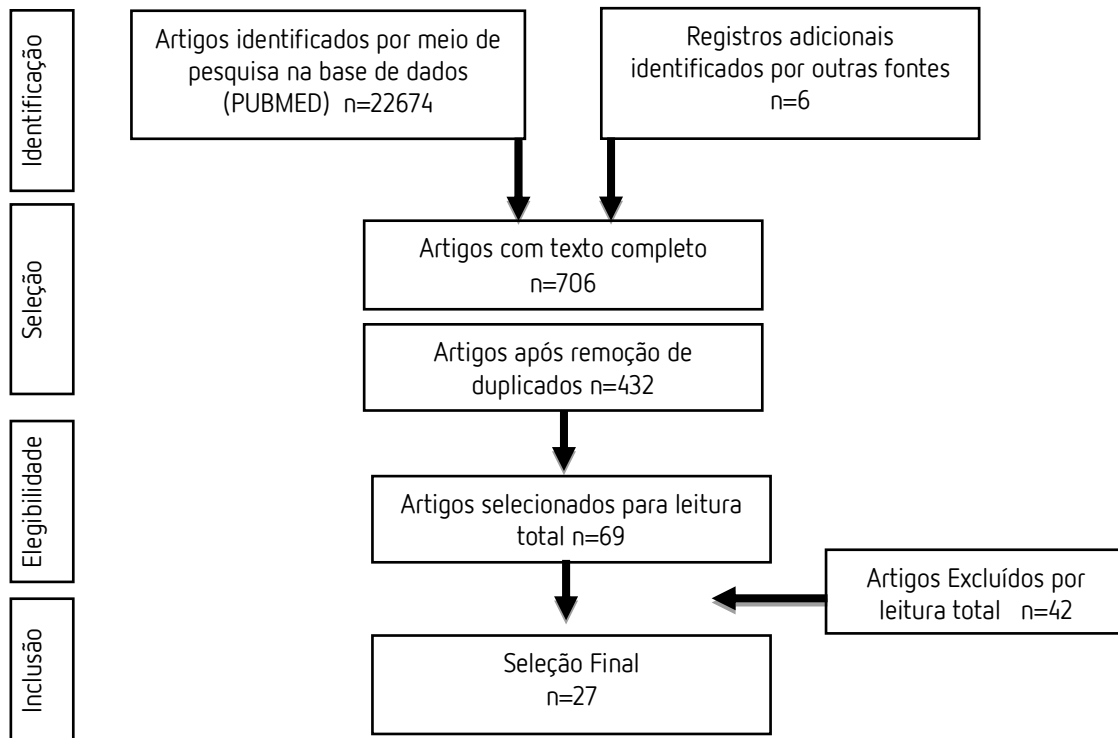 Identificação
Artigos identificados por meio de
pesquisa na base de dados
(PUBMED) n=22674
Registros adicionais
identificados por outras fontes
n=6
Seleção
Artigos com texto completo
n=706
Artigos após remoção de
duplicados n=432
Elegibilidade
Artigos selecionados para leitura
total n=69
Artigos Excluídos por
leitura total n=42
Inclusão
Seleção Final
n=27